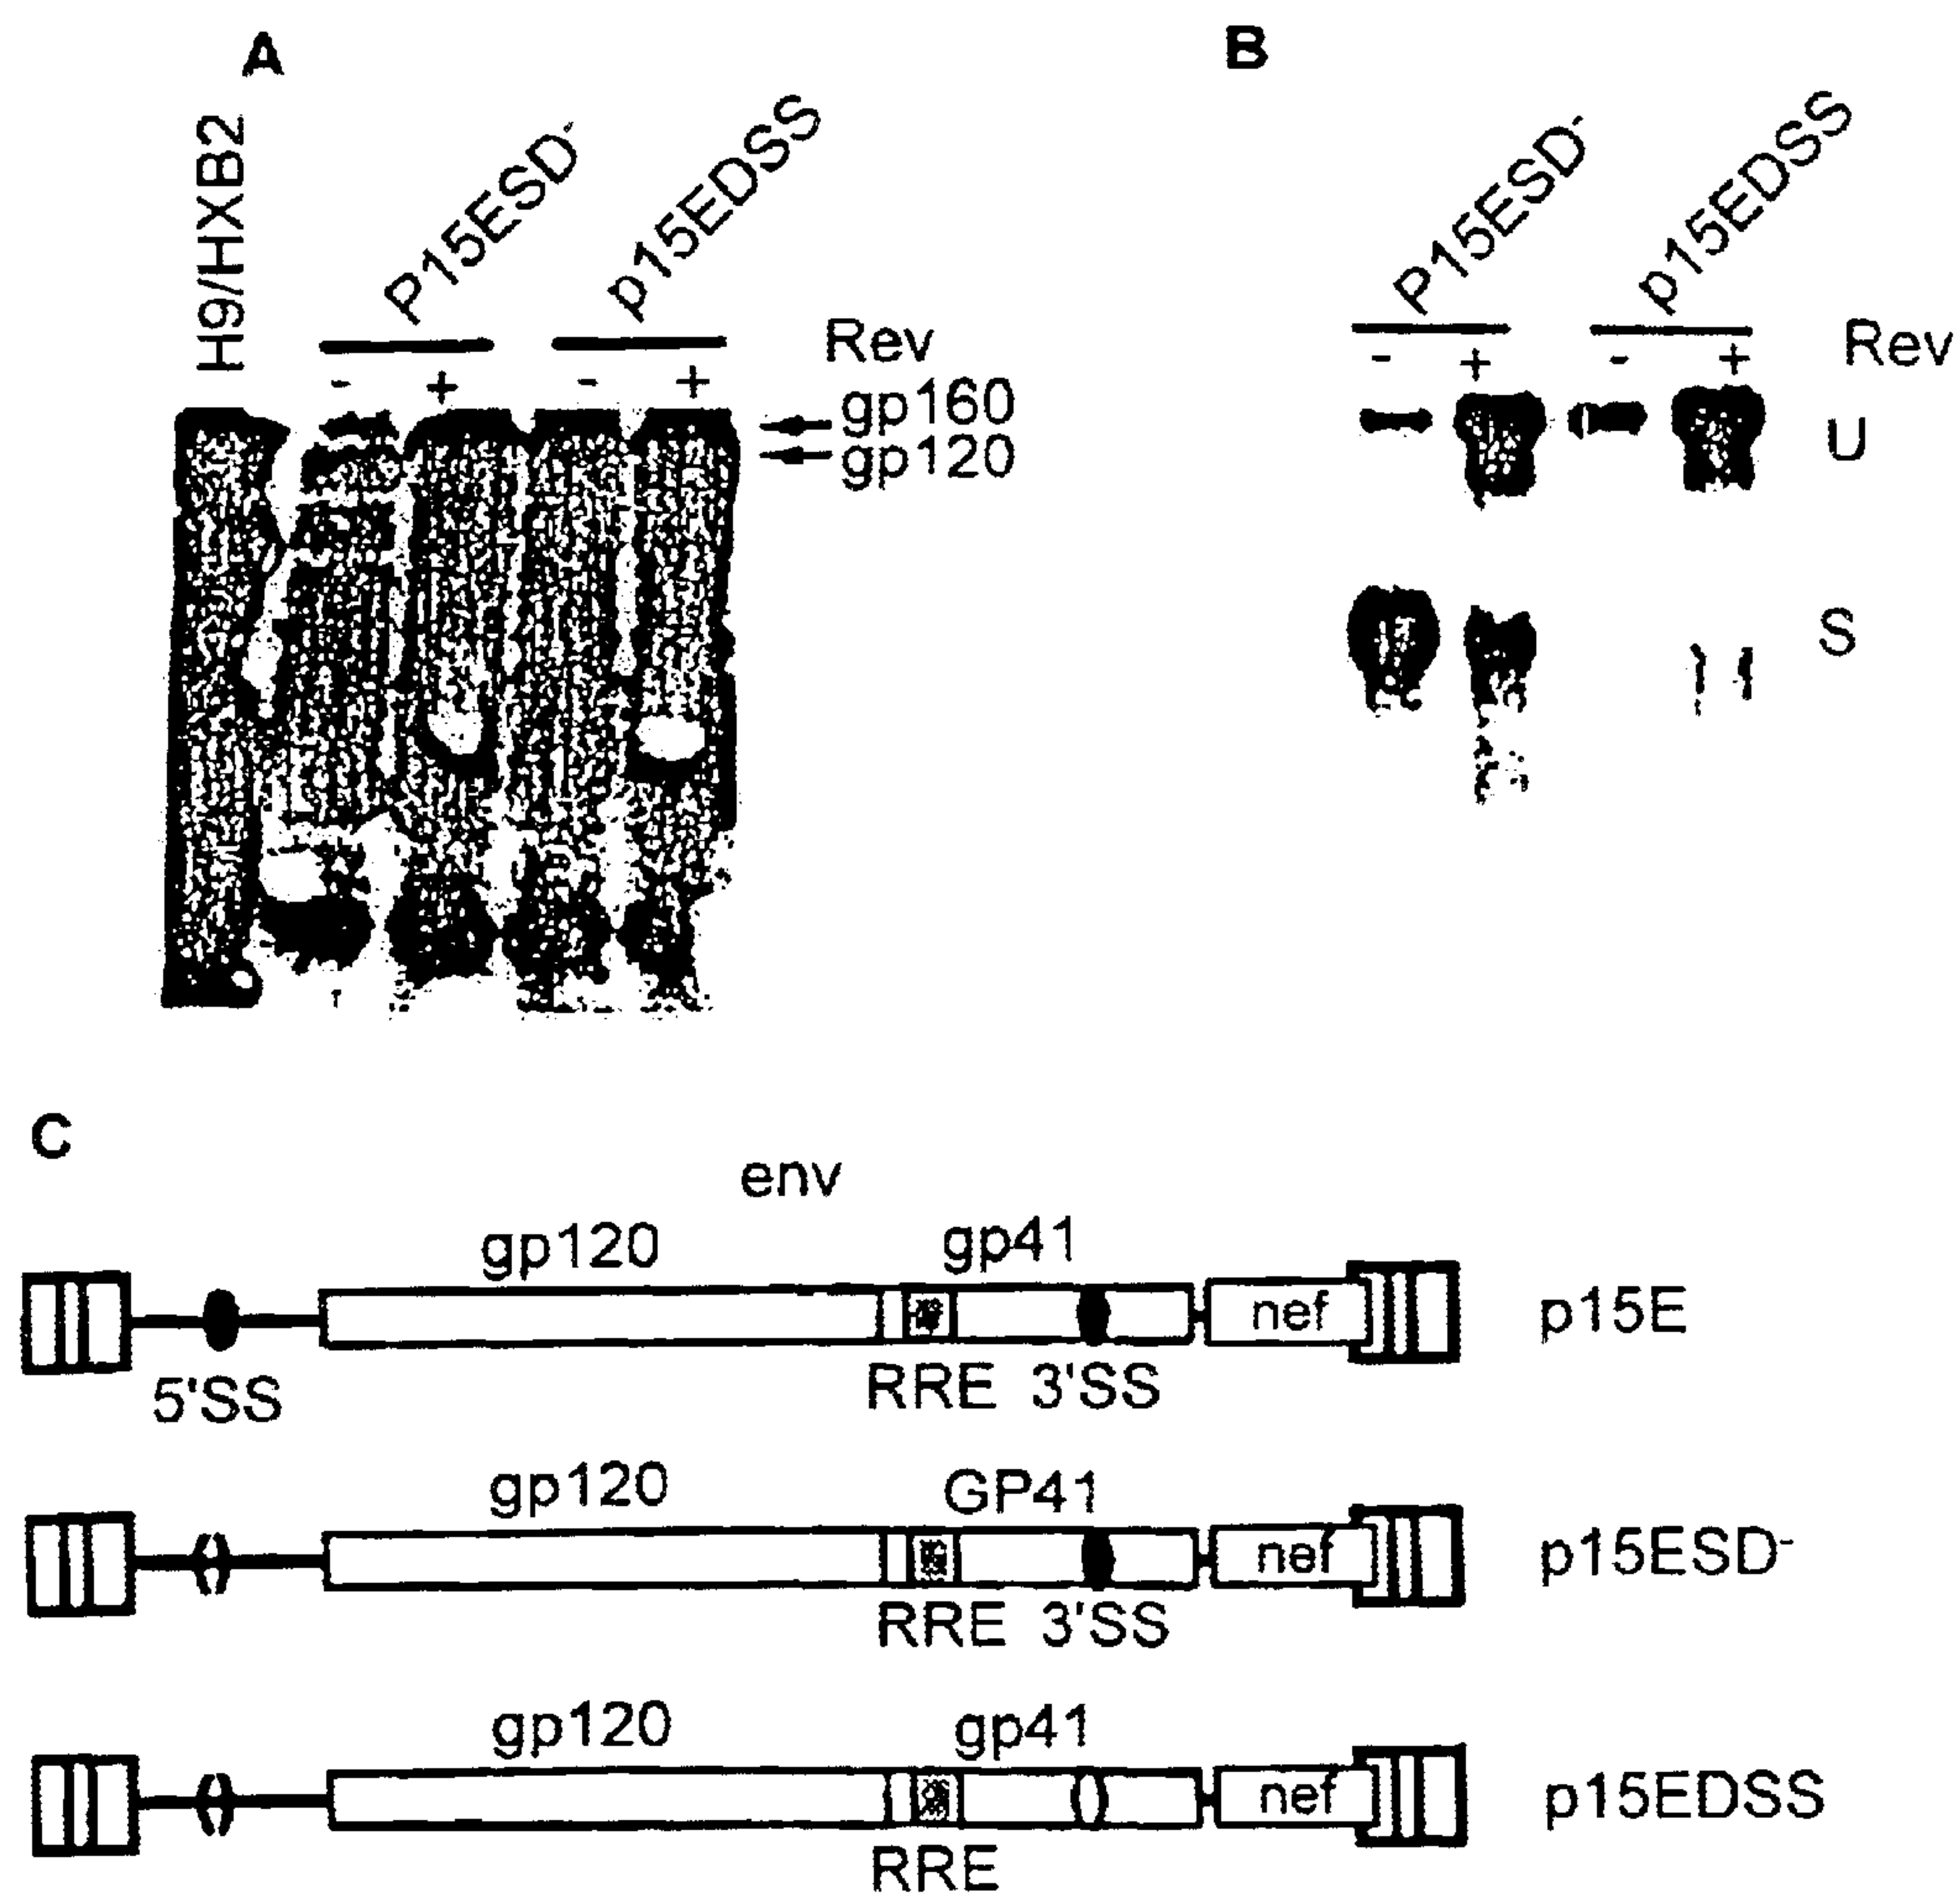 A
H9/HXB2
P15ESD-
p15EDSS
Rev
- + - +
gp160
gp120
B
P15ESD-
p15EDSS
Rev
- + - +
U
S
C
env
gp120 gp41
nef
p15E
5'SS
RRE 3'SS
gp120 GP41
nef
p15ESD-
RRE 3'SS
gp120 gp41
nef
p15EDSS
RRE